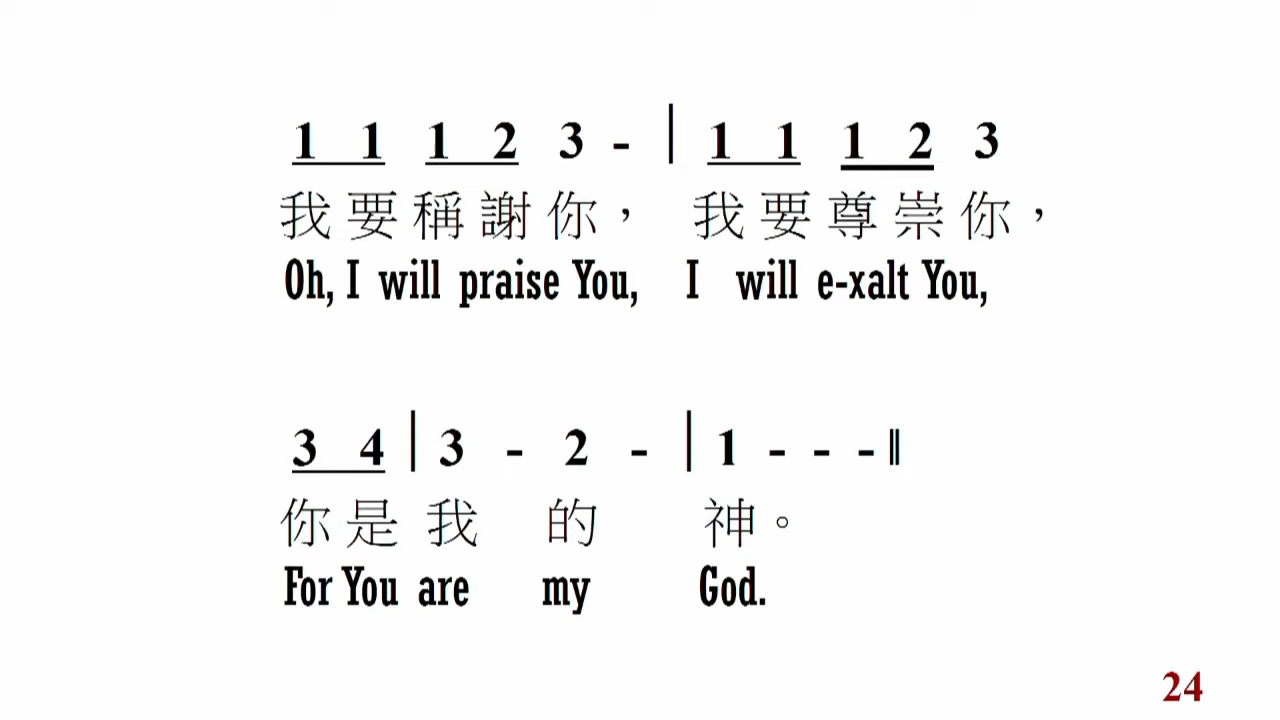 1 1 1 2 3 - | 1 1 1 2 3
我要稱謝你，我要尊崇你，
Oh, I will praise You, I will e-xalt You,
3 4 | 3 - 2 - | 1 - - - ‖
你是我的神。
For You are my God.
24